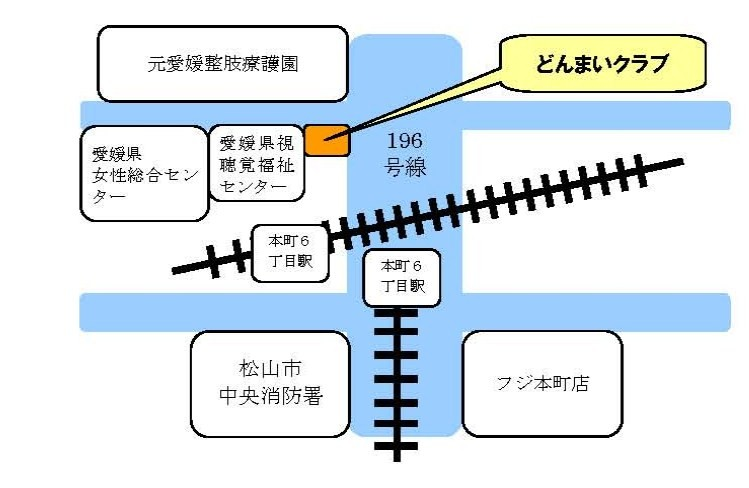 元愛媛整肢療護園
どんまいクラブ
愛媛県
女性総合セン
ター
愛媛県視
聴覚福祉
センター
196
号線
本町６
丁目駅
本町６
丁目駅
松山市
中央消防署
フジ本町店